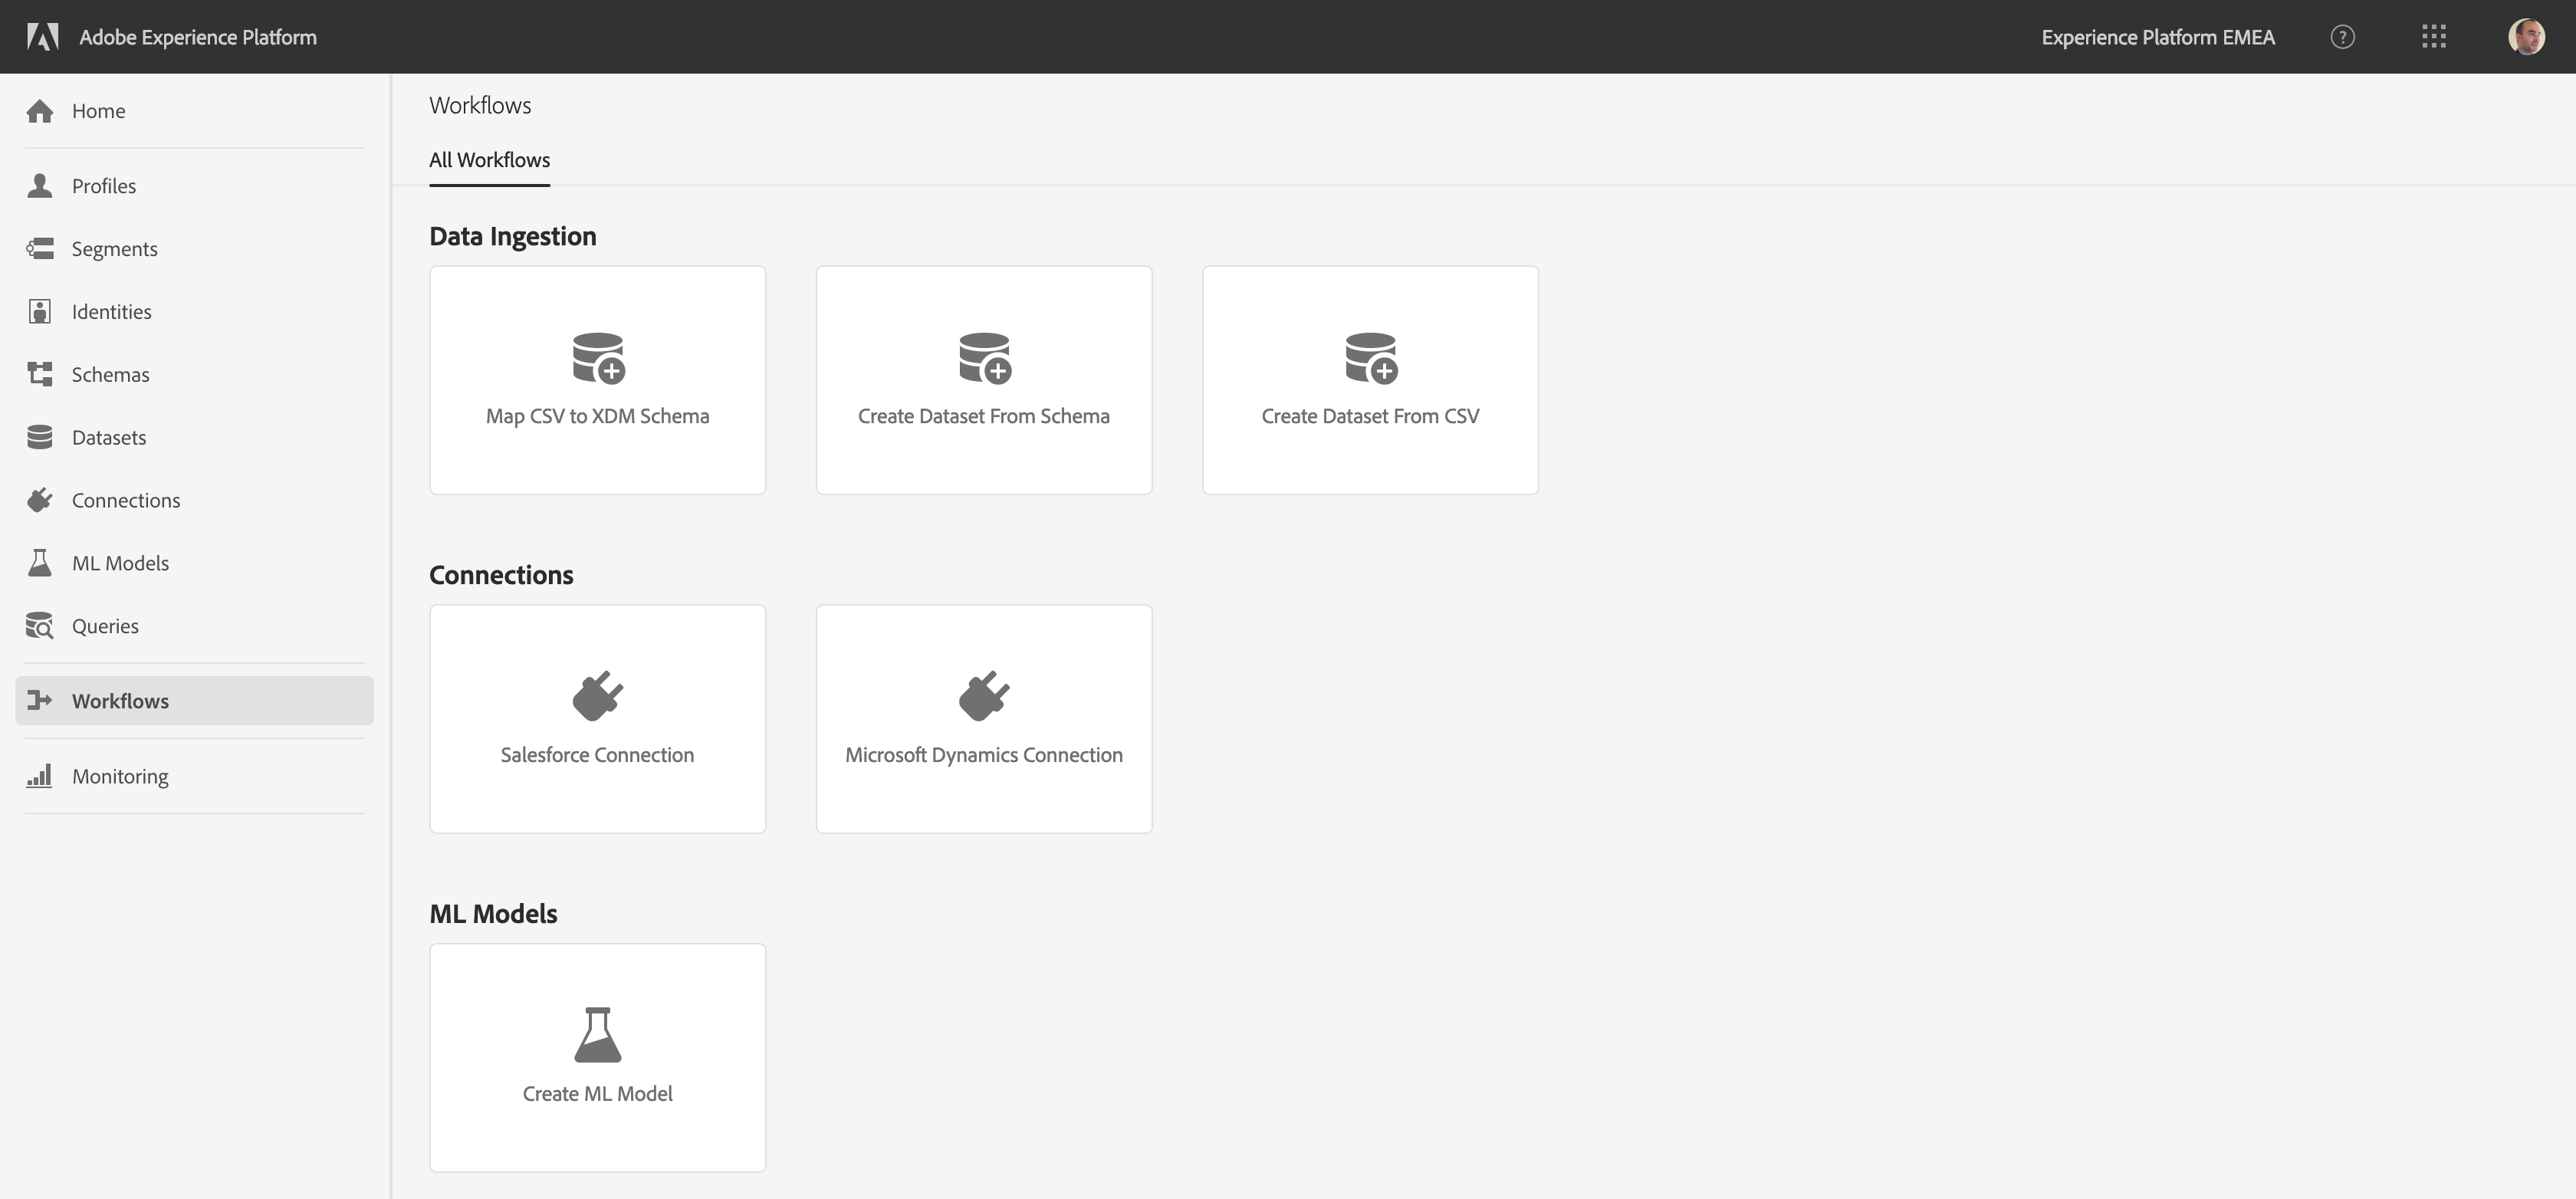 Adobe Experience Platform
Experience Platform EMEA
Home
Profiles
Segments
Identities
Schemas
Datasets
Connections
ML Models
Queries
Workflows
Monitoring
Workflows
All Workflows
Data Ingestion
Map CSV to XDM Schema
Create Dataset From Schema
Create Dataset From CSV
Connections
Salesforce Connection
Microsoft Dynamics Connection
ML Models
Create ML Model